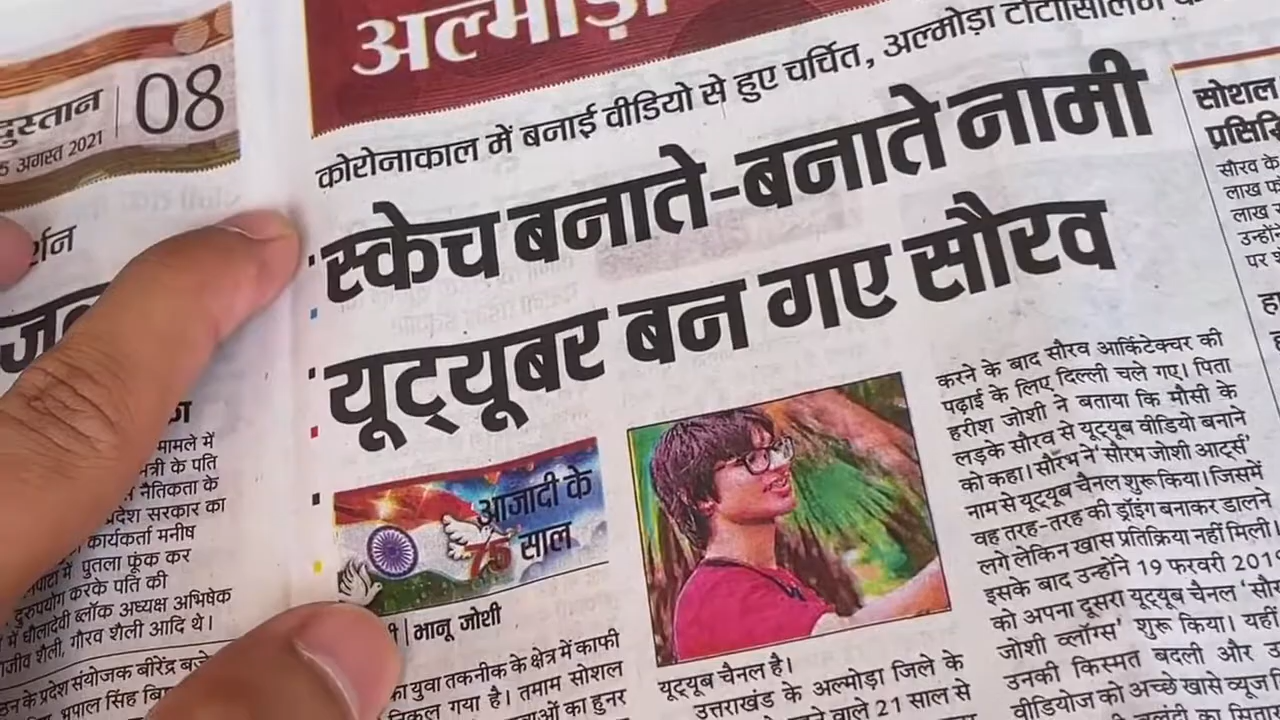 08
अगस्त 2021
मामले में
के पति
नैतिकता के
सरकार का
कार्यकर्ता मनीष
में पुतला फूंक कर
दुरुपयोग करके पति की
में धौलादेवी ब्लॉक अध्यक्ष अभिषेक
शैली, गौरव शैली आदि थे।
के प्रदेश संयोजक बीरेंद्र
सिंह
अल्मोड़ा
कोरोनाकाल में बनाई वीडियो से हुए चर्चित, अल्मोड़ा
स्केच बनाते-बनाते नामी
यूट्यूबर बन गए सौरव
आजादी के
75 साल
भानू जोशी
युवा तकनीक के क्षेत्र में काफी
गया है। तमाम सोशल
का हुनर
यूट्यूब चैनल है।
उत्तराखंड के अल्मोड़ा जिले के
वाले 21 साल से
करने के बाद सौरव आर्किटेक्चर की
पढ़ाई के लिए दिल्ली चले गए। पिता
हरीश जोशी ने बताया कि मौसी के
लड़के सौरव से यूट्यूब वीडियो बनाने
को कहा। सौरभ ने 'सौरभ जोशी आर्ट्स'
नाम से यूट्यूब चैनल शुरू किया। जिसमें
वह तरह-तरह की ड्रॉइंग बनाकर डालने
लगे लेकिन खास प्रतिक्रिया नहीं मिली।
इसके बाद उन्होंने 19 फरवरी
को अपना दूसरा यूट्यूब चैनल
जोशी ब्लॉग्स' शुरू किया। यहीं
उनकी किस्मत बदली और
वीडियोज को अच्छे खासे व्यूज
सोशल
सौरव के
लाख
लाख
पर